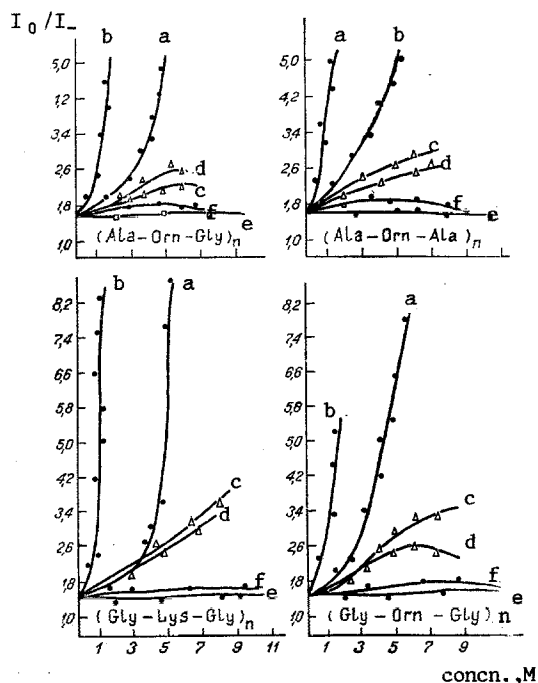 I₀/I_
b a
5,0
1,2
3,4
2,6
1,8
1,0
d
c
f
e
(Ala-Orn-Gly)n
a b
5,0
4,2
3,4
2,6
1,8
1,0
c
d
f
e
(Ala-Orn-Ala)n
b a
8,2
7,4
6,6
5,8
5,0
4,2
3,4
2,6
1,8
1,0
c
d
f
e
(Gly-Lys-Gly)n
1 3 5 7 9 11
a
b
8,2
7,4
6,6
5,8
5,0
4,2
3,4
2,6
1,8
1,0
c
d
f
e
(Gly-Orn-Gly)n
1 3 5 7 9
concn.,M